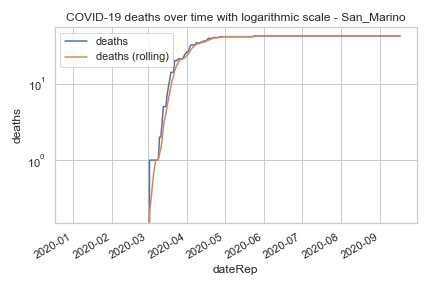 COVID-19 deaths over time with logarithmic scale - San_Marino
deaths
deaths (rolling)
10¹
10⁰
deaths
2020-01
2020-02
2020-03
2020-04
2020-05
2020-06
2020-07
2020-08
2020-09
dateRep